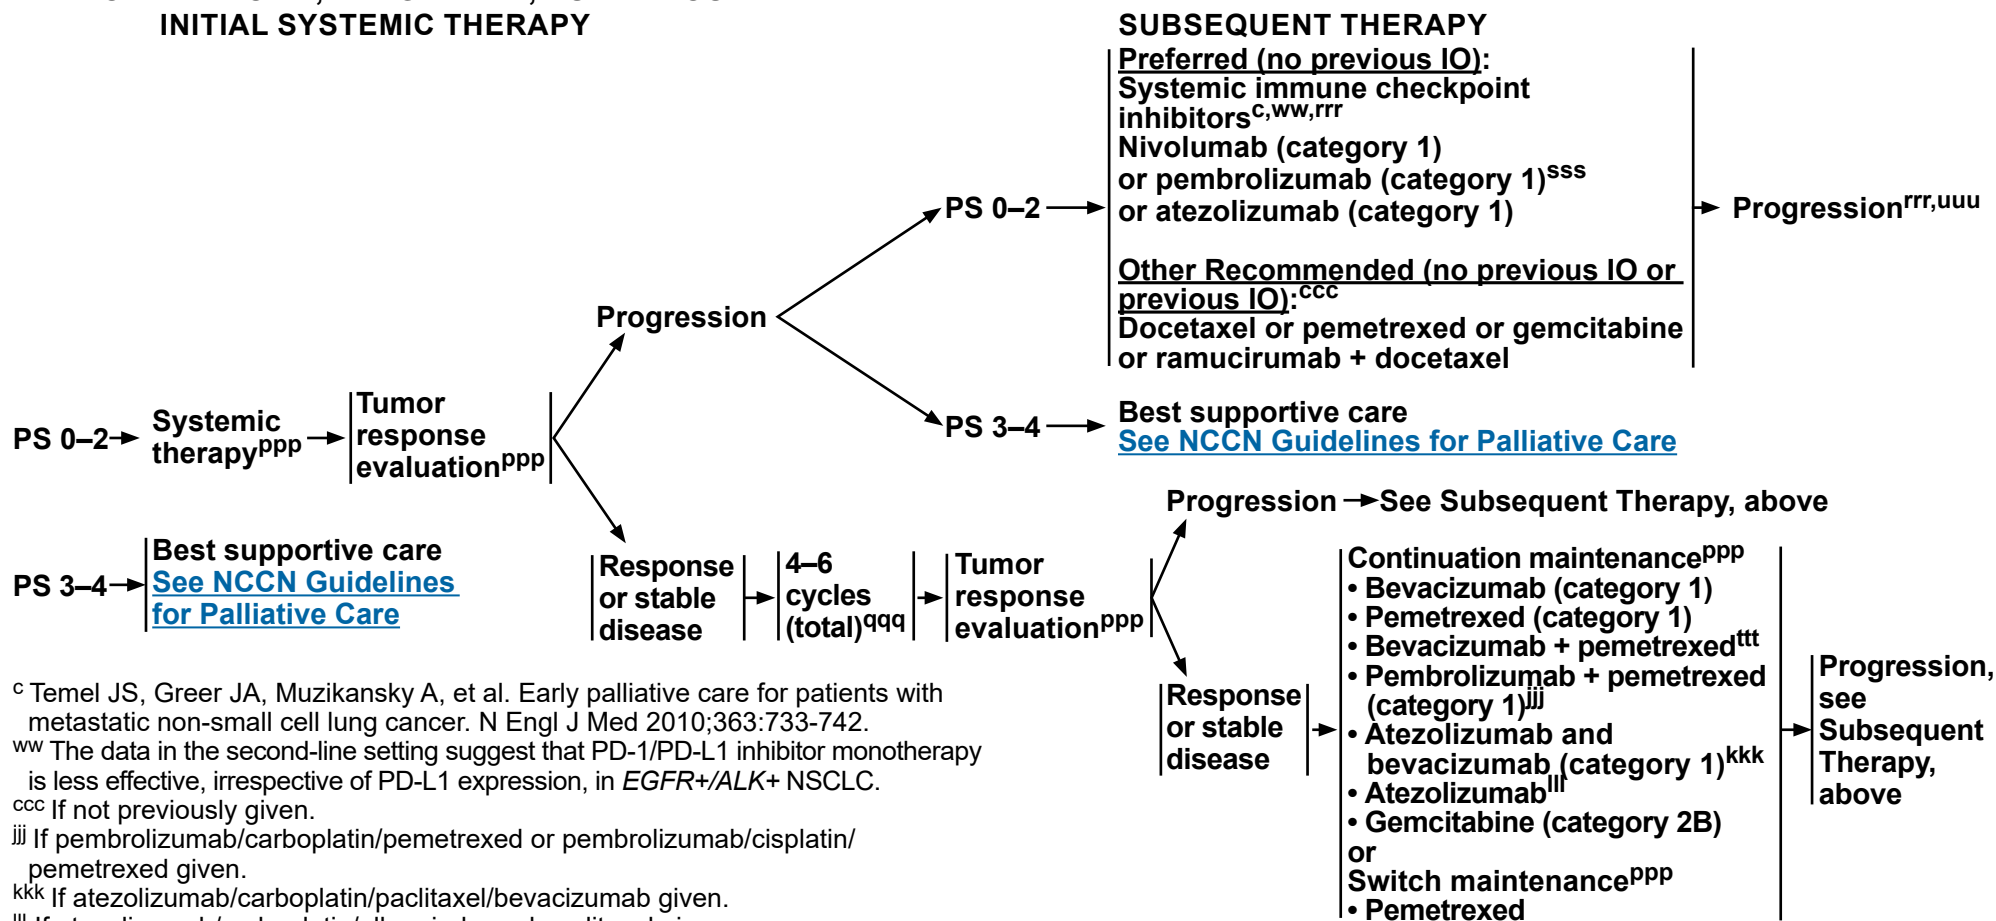 INITIAL SYSTEMIC THERAPY
SUBSEQUENT THERAPY
Preferred (no previous IO):
Systemic immune checkpoint
inhibitorsc,ww,rrr
Nivolumab (category 1)
or pembrolizumab (category 1)sss
or atezolizumab (category 1)
Other Recommended (no previous IO or
previous IO):ccc
Docetaxel or pemetrexed or gemcitabine
or ramucirumab + docetaxel
PS 0–2
Progressionrrr,uuu
Progression
PS 3–4
Best supportive care
See NCCN Guidelines for Palliative Care
PS 0–2
Systemic
therapyppp
Tumor
response
evaluationppp
PS 3–4
Best supportive care
See NCCN Guidelines
for Palliative Care
Response
or stable
disease
4–6
cycles
(total)qqq
Tumor
response
evaluationppp
Progression
See Subsequent Therapy, above
Response
or stable
disease
Continuation maintenanceppp
• Bevacizumab (category 1)
• Pemetrexed (category 1)
• Bevacizumab + pemetrexedttt
• Pembrolizumab + pemetrexed
(category 1)jjj
• Atezolizumab and
bevacizumab (category 1)kkk
• Atezolizumablll
• Gemcitabine (category 2B)
or
Switch maintenanceppp
• Pemetrexed
Progression,
see
Subsequent
Therapy,
above
c Temel JS, Greer JA, Muzikansky A, et al. Early palliative care for patients with
metastatic non-small cell lung cancer. N Engl J Med 2010;363:733-742.
ww The data in the second-line setting suggest that PD-1/PD-L1 inhibitor monotherapy
is less effective, irrespective of PD-L1 expression, in EGFR+/ALK+ NSCLC.
ccc If not previously given.
jjj If pembrolizumab/carboplatin/pemetrexed or pembrolizumab/cisplatin/
pemetrexed given.
kkk If atezolizumab/carboplatin/paclitaxel/bevacizumab given.